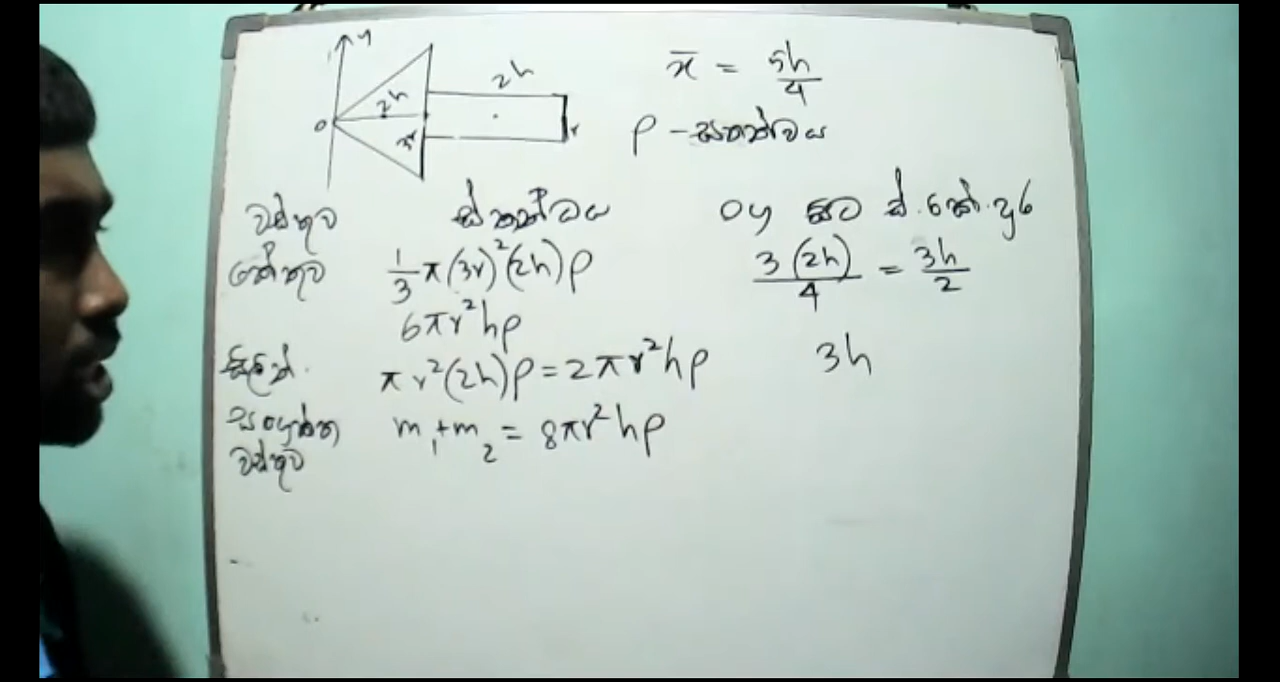 y
2h
2h
O
3r
r
x̄ = 5h/4
ρ - ඝනත්වය
වස්තුව ස්කන්ධය oy සිට ස්.කේ.දුර
කේතුව 1/3 π(3r)²(2h)ρ 3(2h)/4 = 3h/2
6πr²hρ
සිලින්. πr²(2h)ρ = 2πr²hρ 3h
සංයුක්ත m₁+m₂ = 8πr²hρ
වස්තුව